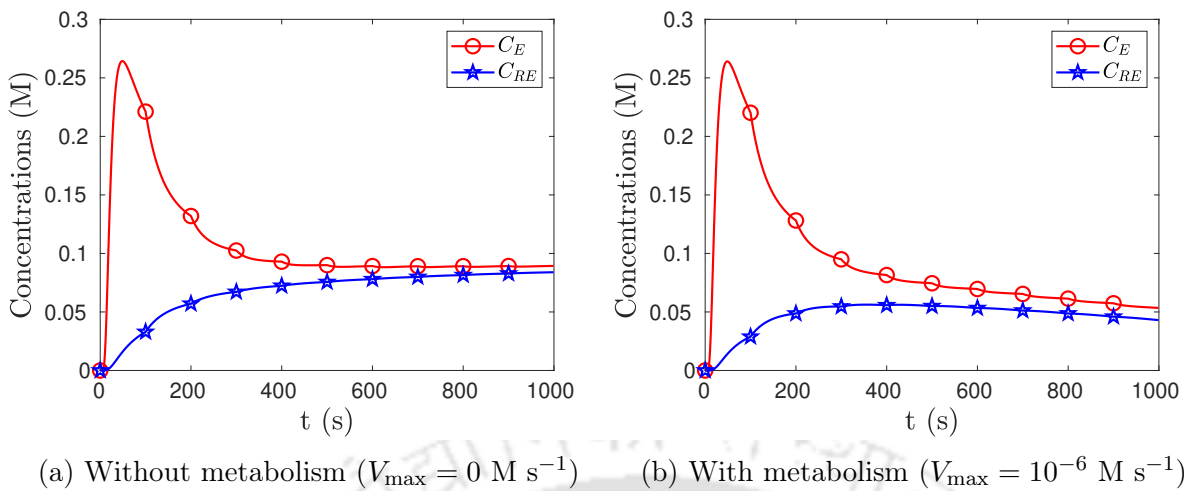 0.3
0.25
0.2
0.15
0.1
0.05
0
Concentrations (M)
C_E
C_RE
0 200 400 600 800 1000
t (s)
(a) Without metabolism (V_max = 0 M s⁻¹)
0.3
0.25
0.2
0.15
0.1
0.05
0
Concentrations (M)
C_E
C_RE
0 200 400 600 800 1000
t (s)
(b) With metabolism (V_max = 10⁻⁶ M s⁻¹)